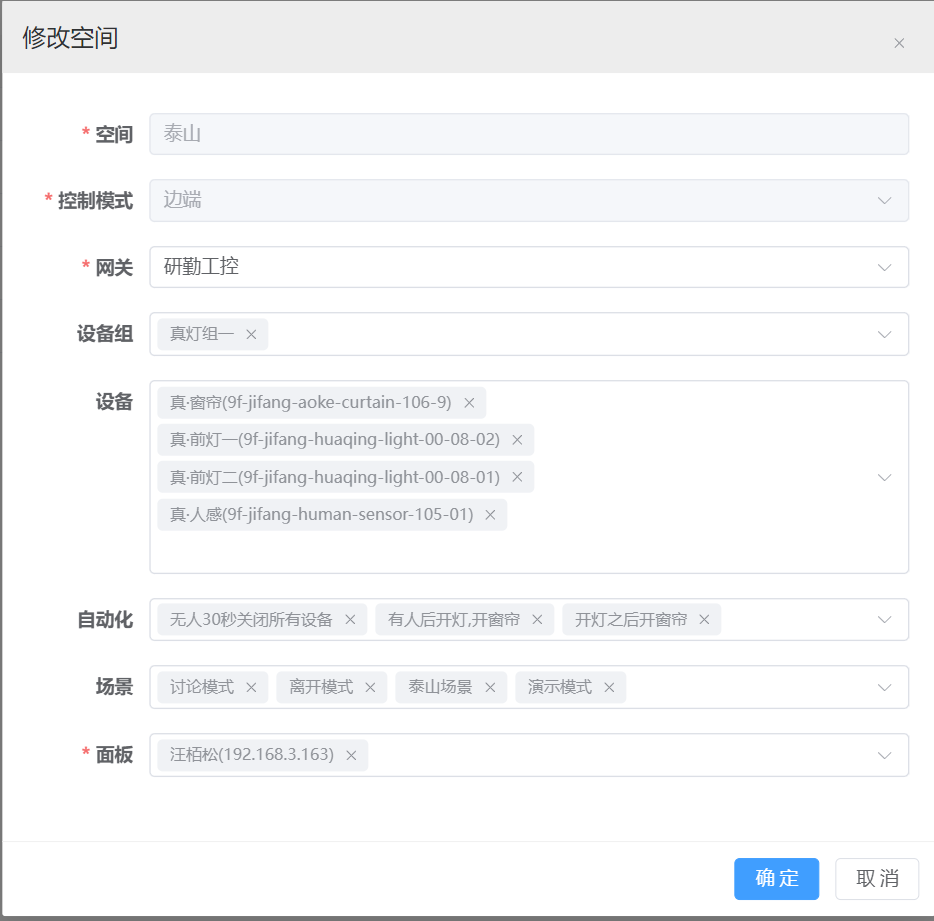 修改空间
* 空间 泰山
* 控制模式 边端
* 网关 研勤工控
设备组 真灯组一
设备 真·窗帘(9f-jifang-aoke-curtain-106-9)
真·前灯一(9f-jifang-huaqing-light-00-08-02)
真·前灯二(9f-jifang-huaqing-light-00-08-01)
真·人感(9f-jifang-human-sensor-105-01)
自动化 无人30秒关闭所有设备 有人后开灯,开窗帘 开灯之后开窗帘
场景 讨论模式 离开模式 泰山场景 演示模式
* 面板 汪栢松(192.168.3.163)
确定 取消